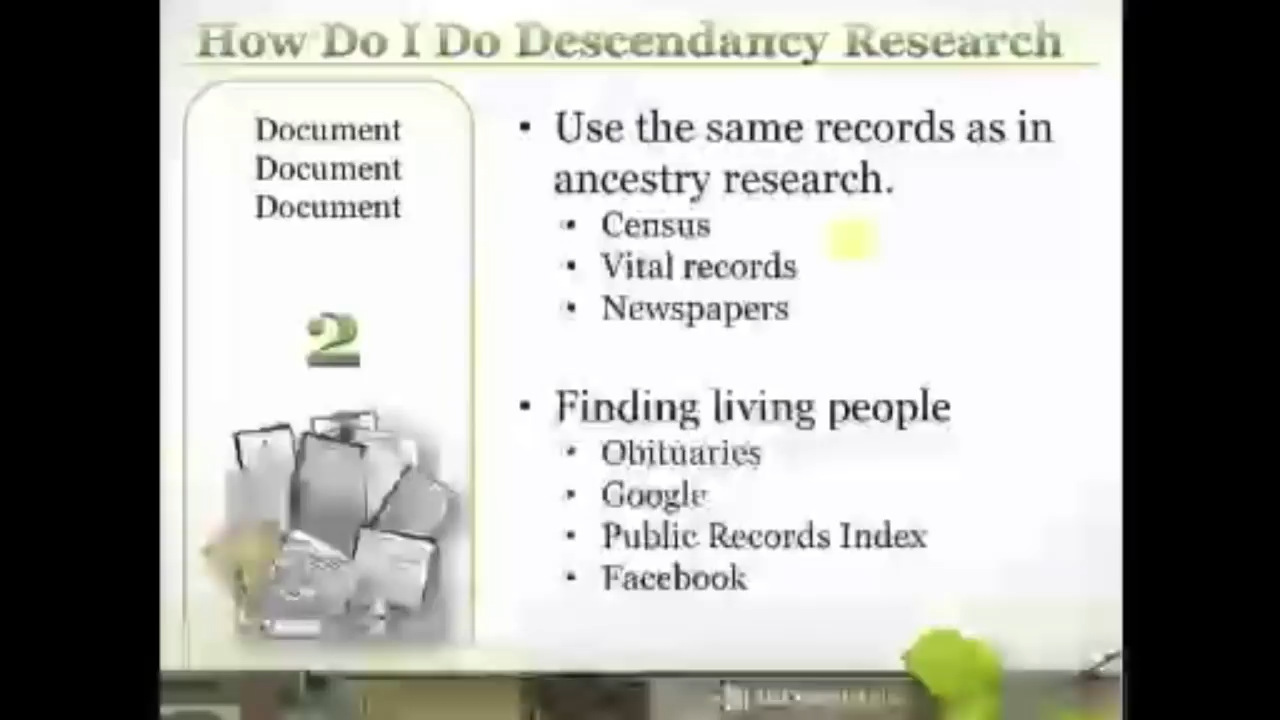 How Do I Do Descendancy Research
Document
Document
Document
2
• Use the same records as in
ancestry research.
• Census
• Vital records
• Newspapers
• Finding living people
• Obituaries
• Google
• Public Records Index
• Facebook